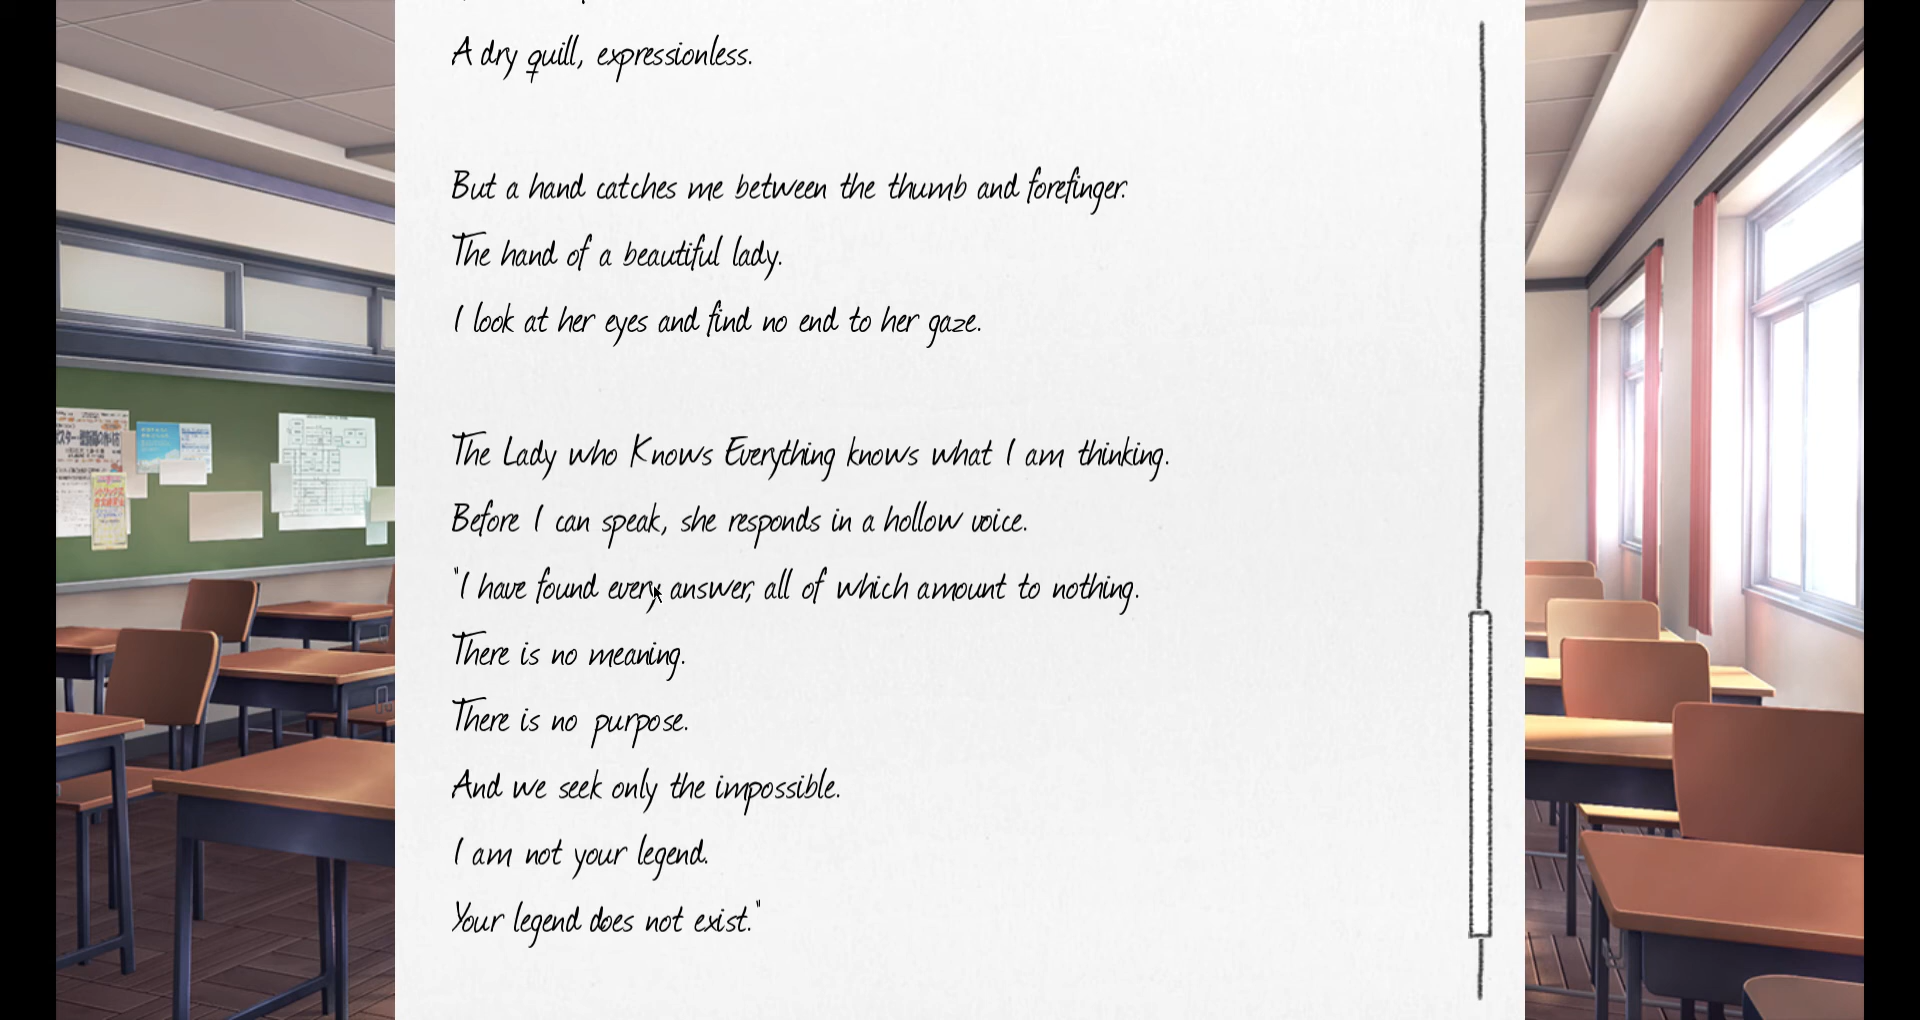 A dry quill, expressionless.
But a hand catches me between the thumb and forefinger.
The hand of a beautiful lady.
I look at her eyes and find no end to her gaze.
The Lady who Knows Everything knows what I am thinking.
Before I can speak, she responds in a hollow voice.
"I have found every answer, all of which amount to nothing.
There is no meaning.
There is no purpose.
And we seek only the impossible.
I am not your legend.
Your legend does not exist."